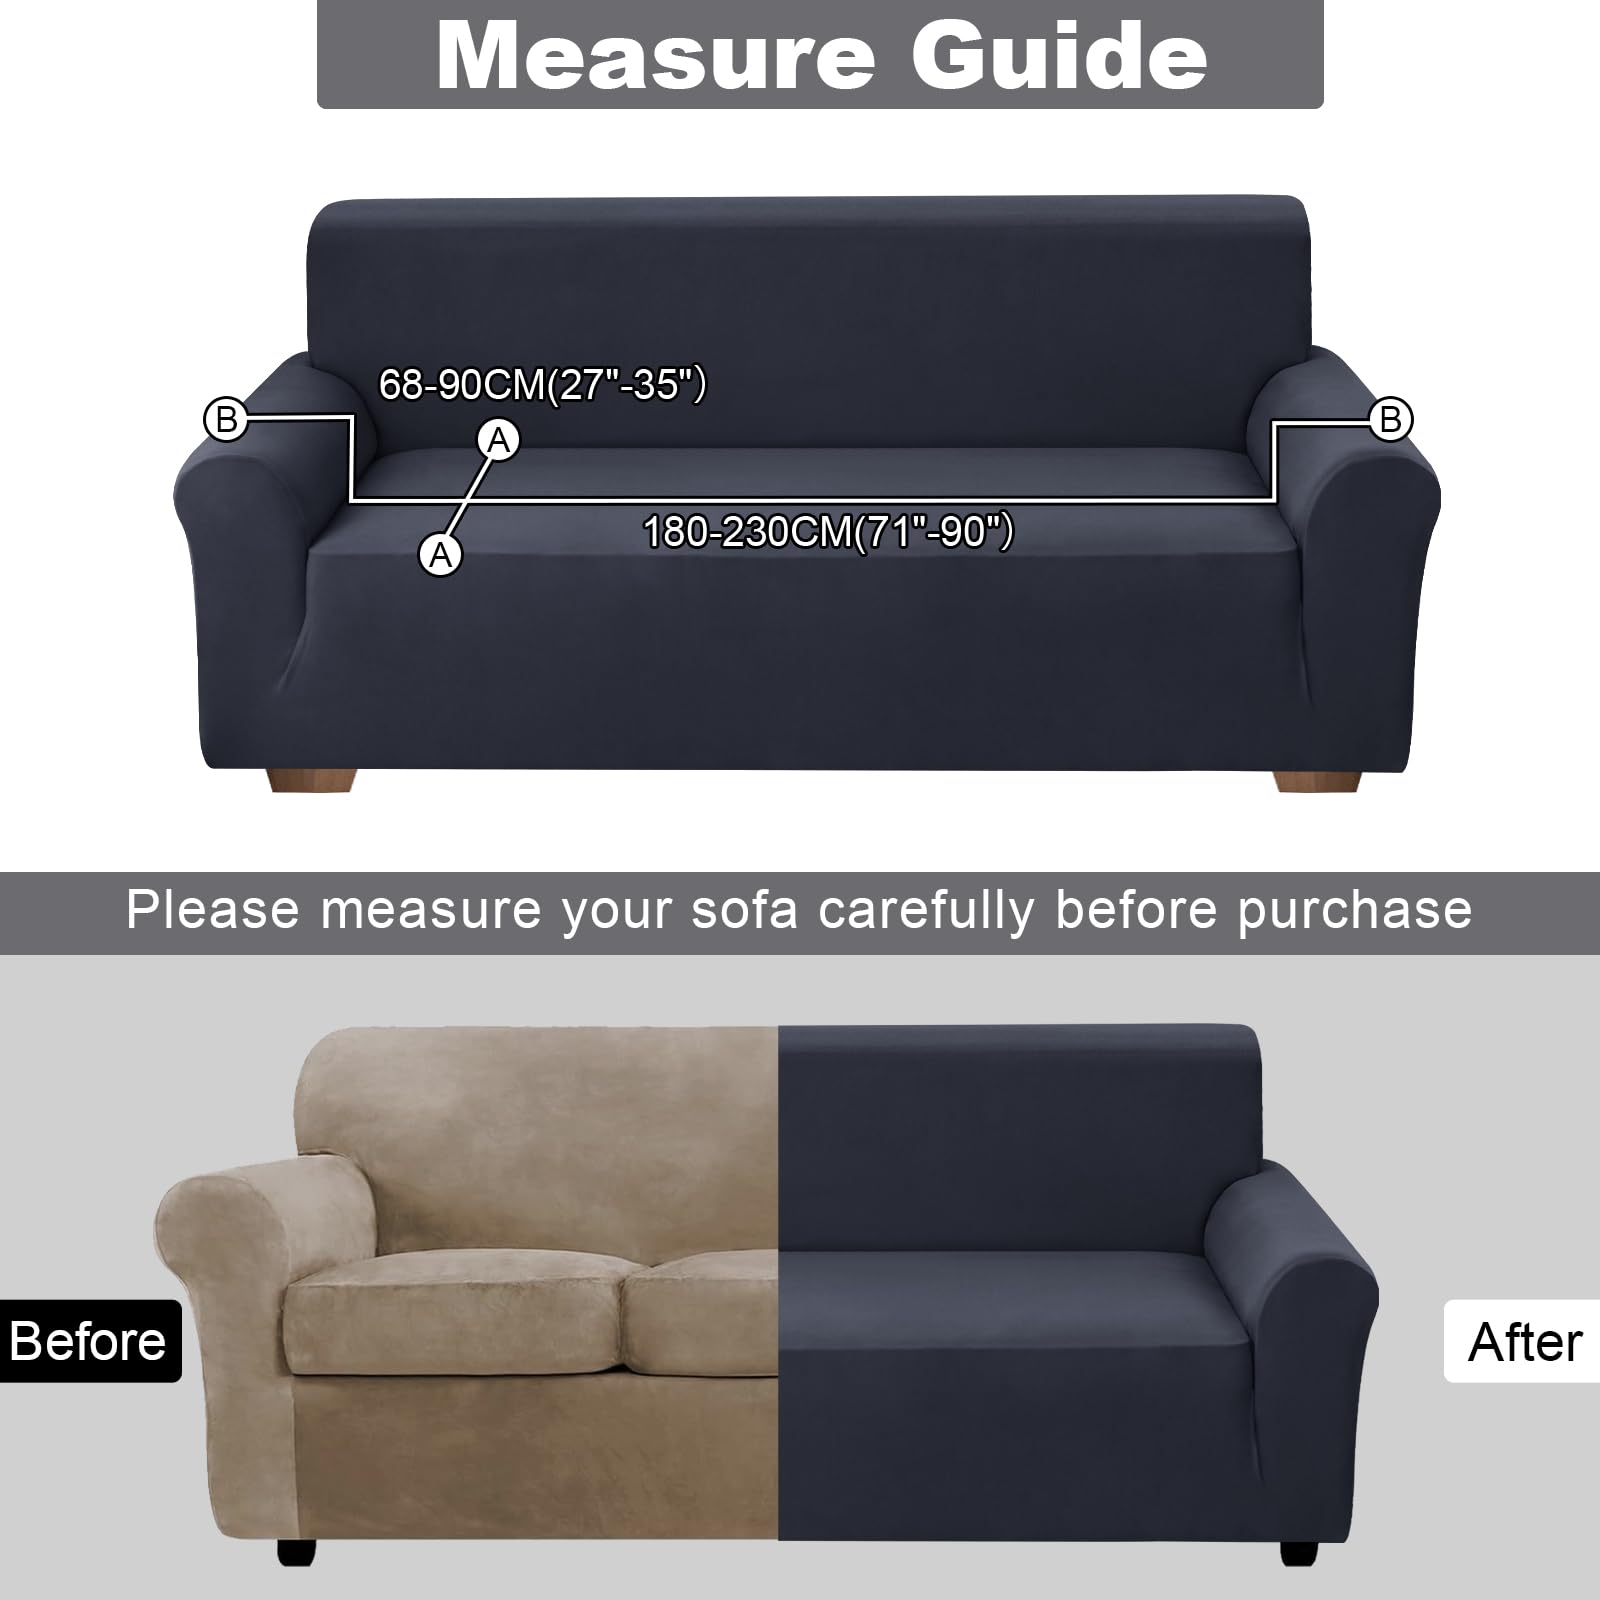 Measure Guide
68-90CM(27"-35")
B
B
A
180-230CM(71"-90")
A
Please measure your sofa carefully before purchase
Before
After